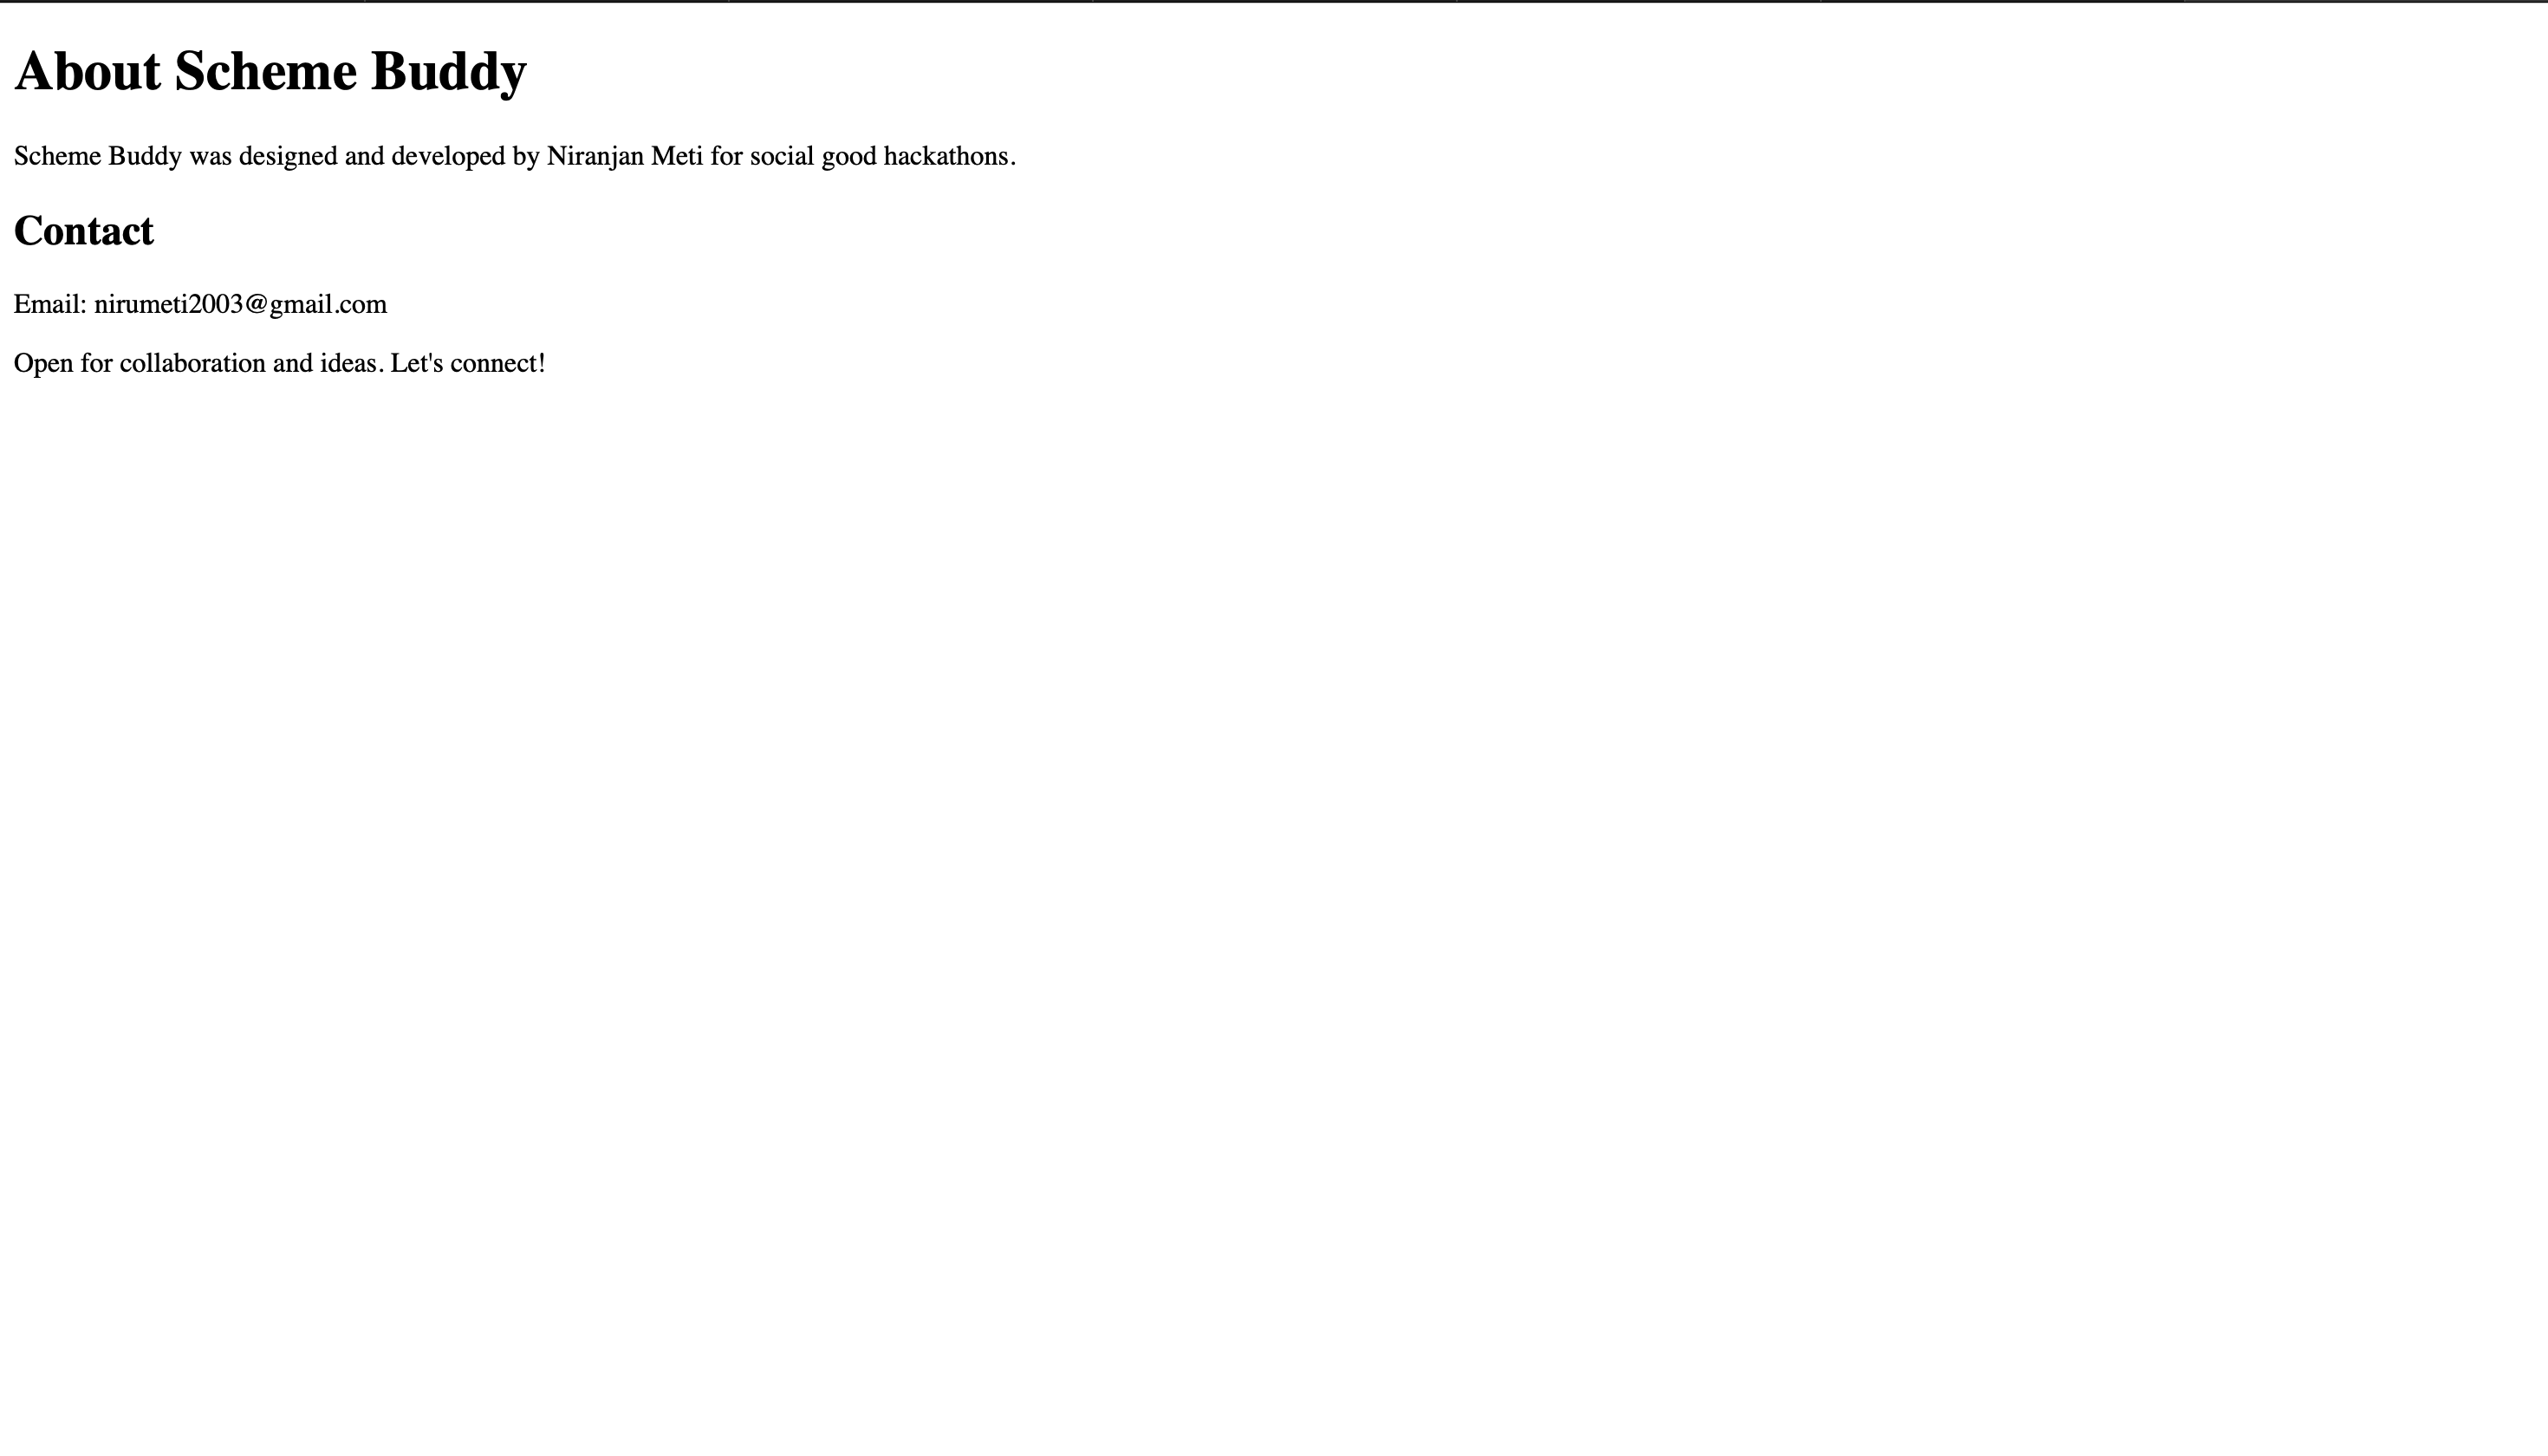 About Scheme Buddy
Scheme Buddy was designed and developed by Niranjan Meti for social good hackathons.
Contact
Email: nirumeti2003@gmail.com
Open for collaboration and ideas. Let's connect!